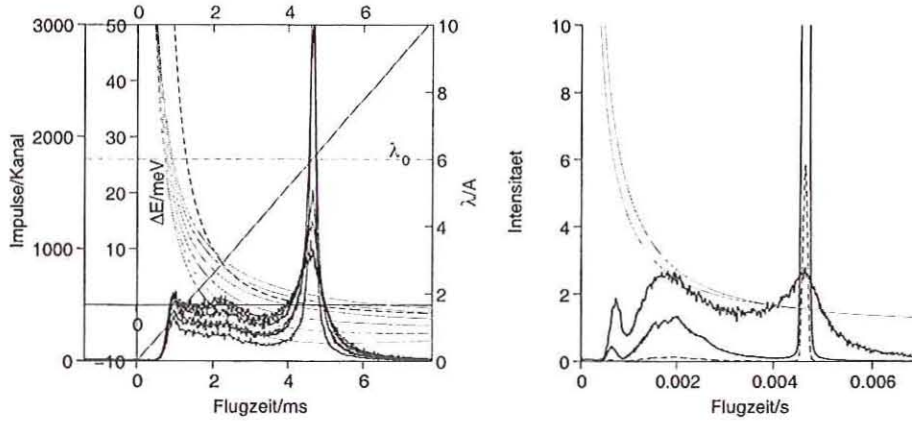 0 2 4 6
3000 50 10 10
40 8 8
2000 30 λ₀ 6 6
20 ΔE/meV
Impulse/Kanal λ/A Intensitaet
1000 10 4 4
2 2
0
0 −10 0 0
0 2 4 6 0.002 0.004 0.006
Flugzeit/ms Flugzeit/s